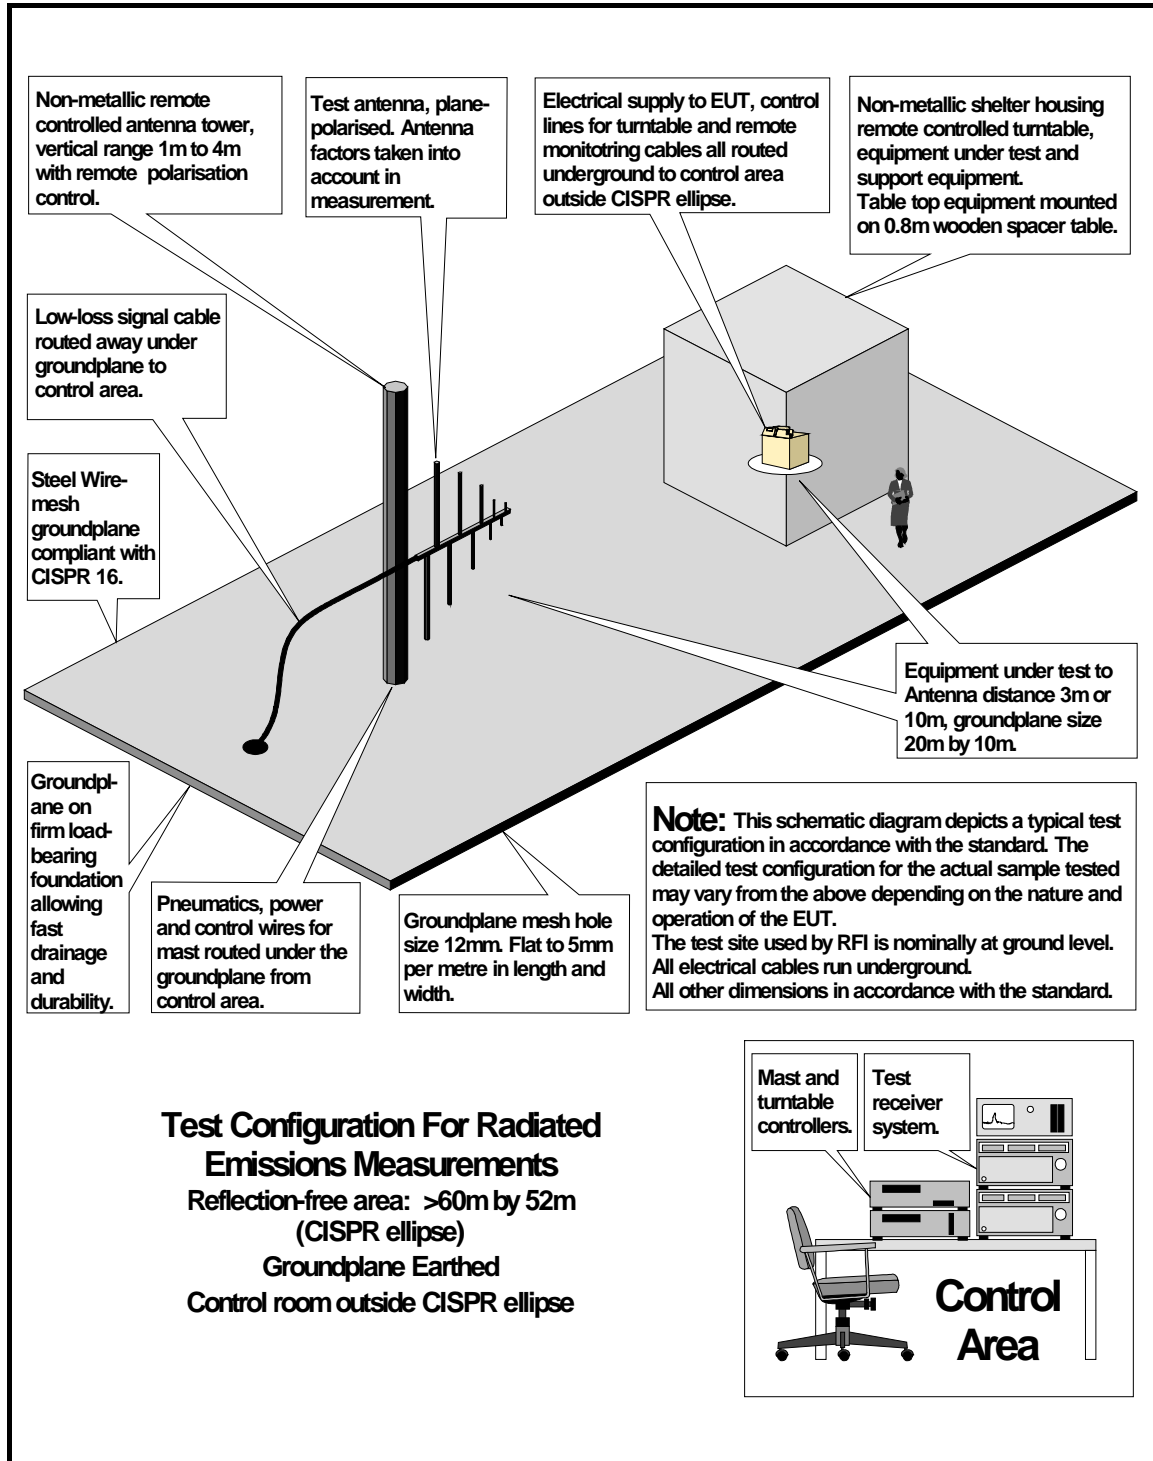 Non-metallic remote
controlled antenna tower,
vertical range 1m to 4m
with remote polarisation
control.
Test antenna, plane-
polarised. Antenna
factors taken into
account in
measurement.
Electrical supply to EUT, control
lines for turntable and remote
monitotring cables all routed
underground to control area
outside CISPR ellipse.
Non-metallic shelter housing
remote controlled turntable,
equipment under test and
support equipment.
Table top equipment mounted
on 0.8m wooden spacer table.
Low-loss signal cable
routed away under
groundplane to
control area.
Steel Wire-
mesh
groundplane
compliant with
CISPR 16.
Equipment under test to
Antenna distance 3m or
10m, groundplane size
20m by 10m.
Groundpl-
ane on
firm load-
bearing
foundation
allowing
fast
drainage
and
durability.
Pneumatics, power
and control wires for
mast routed under the
groundplane from
control area.
Groundplane mesh hole
size 12mm. Flat to 5mm
per metre in length and
width.
Note: This schematic diagram depicts a typical test
configuration in accordance with the standard. The
detailed test configuration for the actual sample tested
may vary from the above depending on the nature and
operation of the EUT.
The test site used by RFI is nominally at ground level.
All electrical cables run underground.
All other dimensions in accordance with the standard.
Test Configuration For Radiated
Emissions Measurements
Reflection-free area: >60m by 52m
(CISPR ellipse)
Groundplane Earthed
Control room outside CISPR ellipse
Mast and
turntable
controllers.
Test
receiver
system.
Control
Area